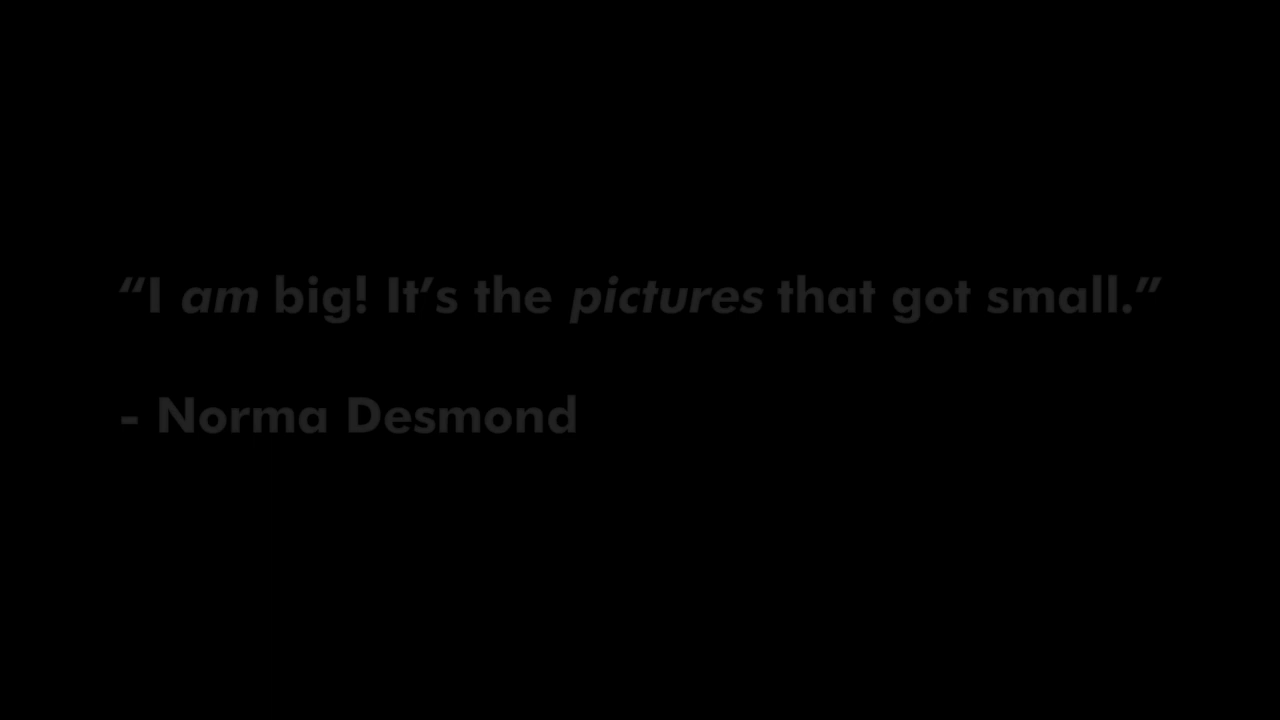 “I am big! It’s the pictures that got small.”
- Norma Desmond